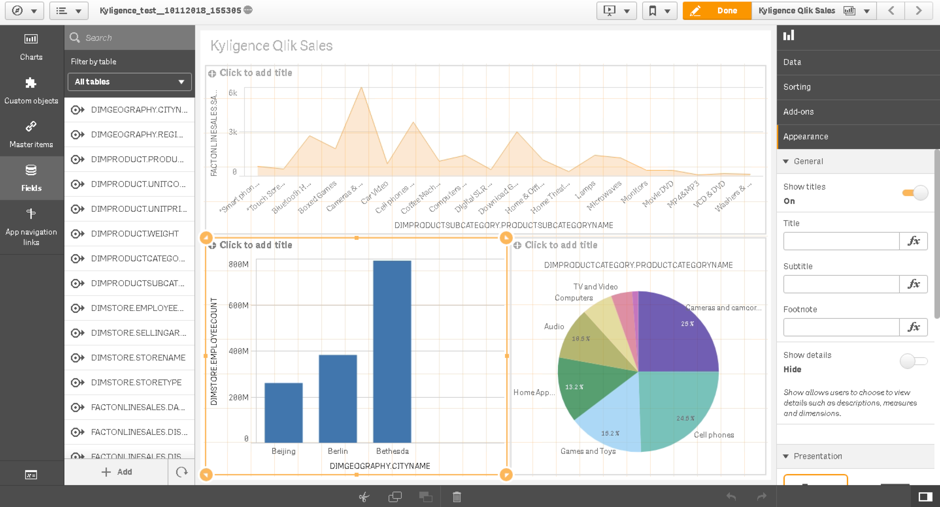 Kyligence_test__10112018_155305
Done
Kyligence Qlik Sales
Charts
Custom objects
Master items
Fields
App navigation
links
Search
Filter by table
All tables
DIMGEOGRAPHY.CITYN...
DIMGEOGRAPHY.REGI...
DIMPRODUCT.PRODU...
DIMPRODUCT.UNITCO...
DIMPRODUCT.UNITPRI...
DIMPRODUCT.WEIGHT
DIMPRODUCTCATEGO...
DIMPRODUCTSUBCAT...
DIMSTORE.EMPLOYEE...
DIMSTORE.SELLINGAR...
DIMSTORE.STORENAME
DIMSTORE.STORETYPE
FACTONLINESALES.DA...
FACTONLINESALES.DIS...
Add
Kyligence Qlik Sales
Click to add title
FACTONLINESALES.SA...
6k
3k
0
"Smart phon...
"Touch Scre...
Bluetooth H...
Boxed Games
Cameras & ...
Car Video
Cell phones ...
Coffee Mach...
Computers ...
Digital SLR ...
Download G...
Home & Offi...
Home Theat...
Lamps
Microwaves
Monitors
Movie DVD
MP4&MP3
VCD & DVD
Washers & ...
DIMPRODUCTSUBCATEGORY.PRODUCTSUBCATEGORYNAME
Click to add title
DIMSTORE.EMPLOYEECOUNT
800M
600M
400M
200M
0
Beijing
Berlin
Bethesda
DIMGEOGRAPHY.CITYNAME
Click to add title
DIMPRODUCTCATEGORY.PRODUCTCATEGORYNAME
TV and Video
Computers
Audio
Home App...
Games and Toys
Cell phones
Cameras and camcor...
25%
24.5%
15.2%
13.2%
10.6%
Data
Sorting
Add-ons
Appearance
General
Show titles
On
Title
fx
Subtitle
fx
Footnote
fx
Show details
Hide
Show allows users to choose to view
details such as descriptions, measures
and dimensions.
Presentation